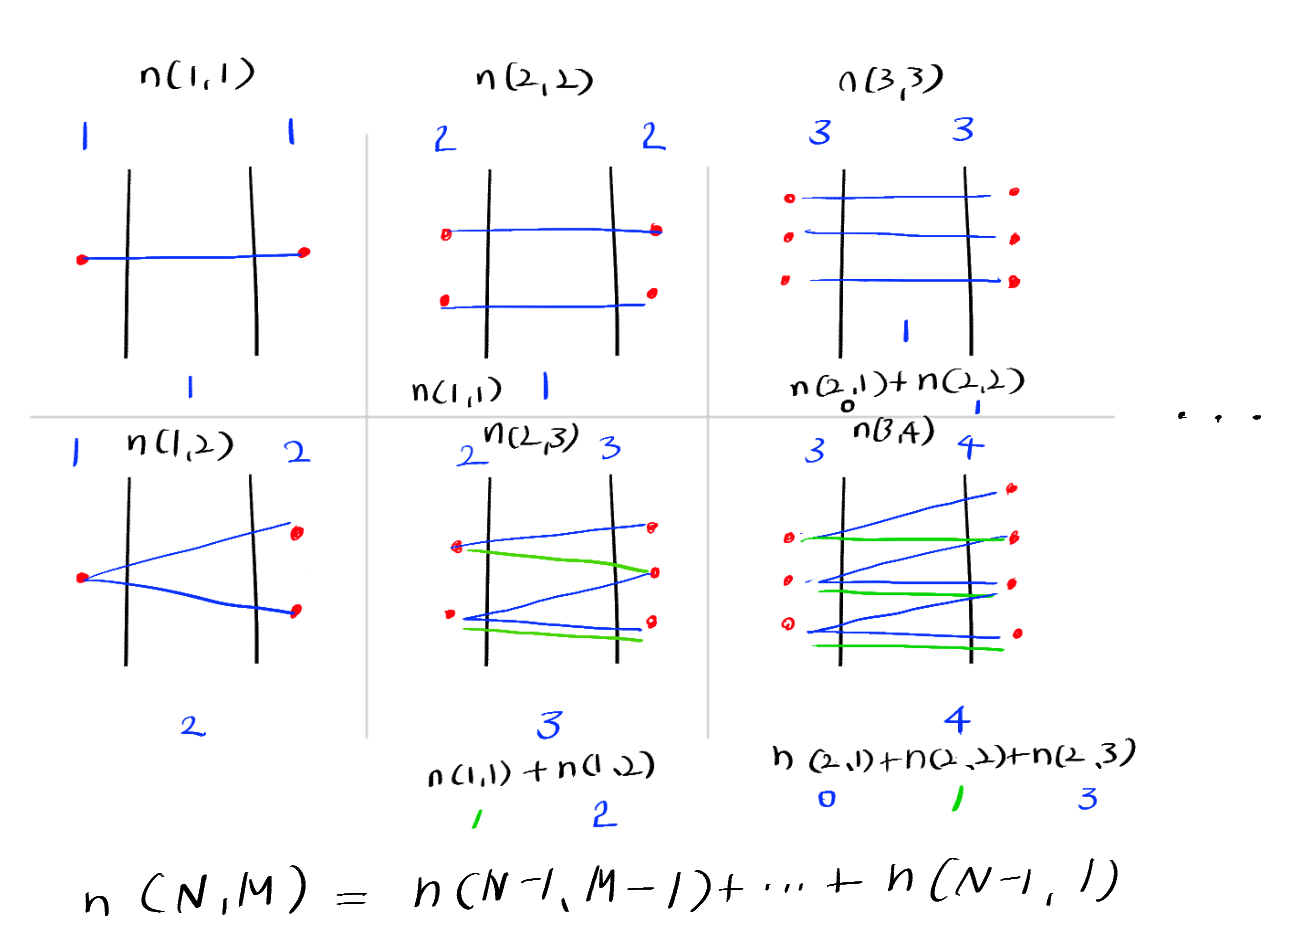 n(1,1) n(2,2) n(3,3)
1 1 2 2 3 3
1 n(1,1) 1 1
n(2,1)+n(2,2)
0 1
1 n(1,2) 2 2 n(2,3) 3 3 n(3,4) 4
...
2 3 4
n(1,1)+n(1,2) n(2,1)+n(2,2)+n(2,3)
1 2 0 1 3
n(N,M) = n(N-1,M-1)+...+n(N-1,1)